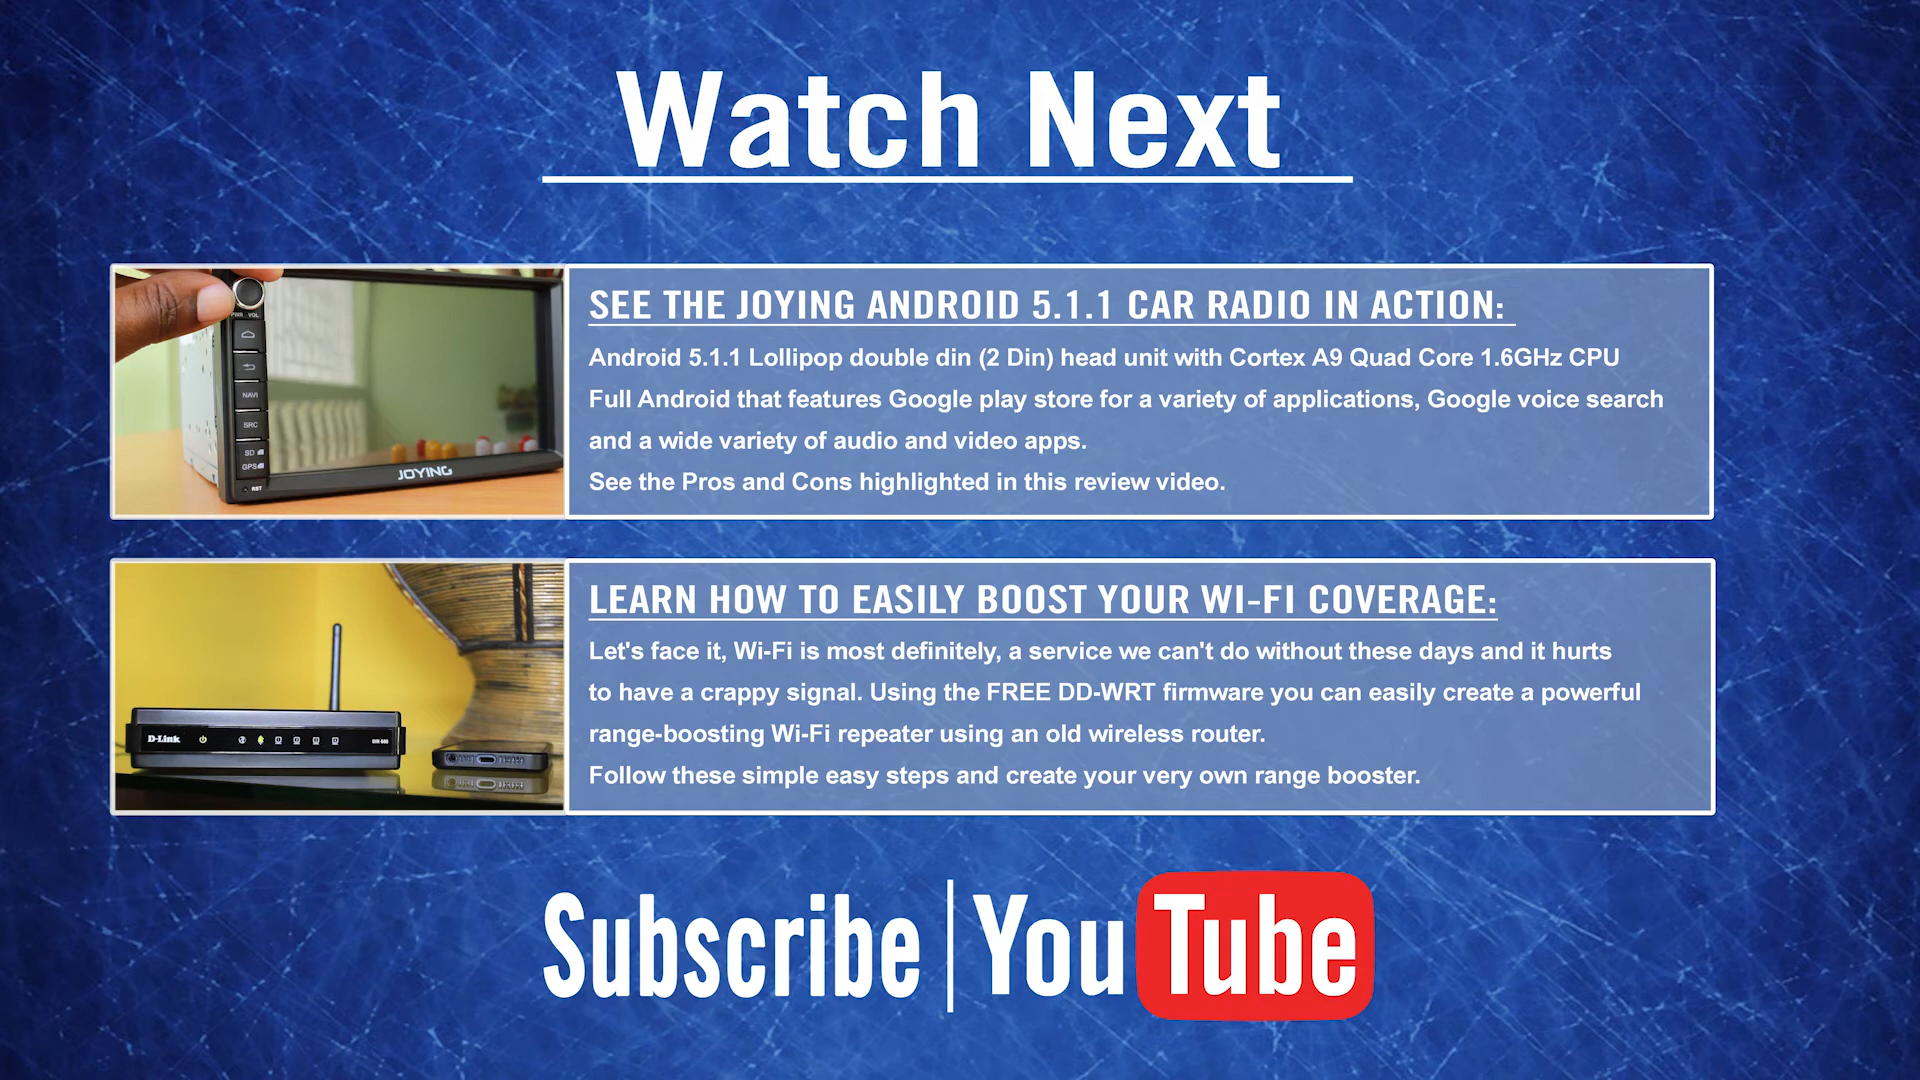 Watch Next
SEE THE JOYING ANDROID 5.1.1 CAR RADIO IN ACTION:
Android 5.1.1 Lollipop double din (2 Din) head unit with Cortex A9 Quad Core 1.6GHz CPU
Full Android that features Google play store for a variety of applications, Google voice search
and a wide variety of audio and video apps.
See the Pros and Cons highlighted in this review video.
PWR VOL
NAVI
SRC
SD
GPS
RST
JOYING
LEARN HOW TO EASILY BOOST YOUR WI-FI COVERAGE:
Let's face it, Wi-Fi is most definitely, a service we can't do without these days and it hurts
to have a crappy signal. Using the FREE DD-WRT firmware you can easily create a powerful
range-boosting Wi-Fi repeater using an old wireless router.
Follow these simple easy steps and create your very own range booster.
D-Link
Subscribe | YouTube